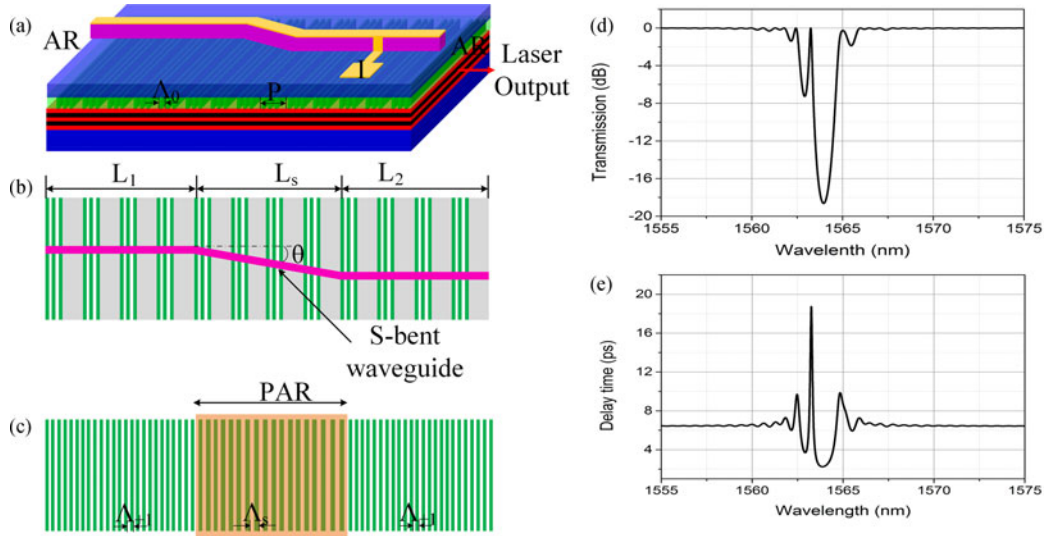 (a)
AR
Λ0
P
I
AR
Laser
Output
(b)
L1
Ls
L2
θ
S-bent
waveguide
PAR
(c)
Λ+1
Λs
Λ+1
(d)
Transmission (dB)
0
-4
-8
-12
-16
-20
1555
1560
1565
1570
1575
Wavelenth (nm)
(e)
Delay time (ps)
20
16
12
8
4
1555
1560
1565
1570
1575
Wavelength (nm)